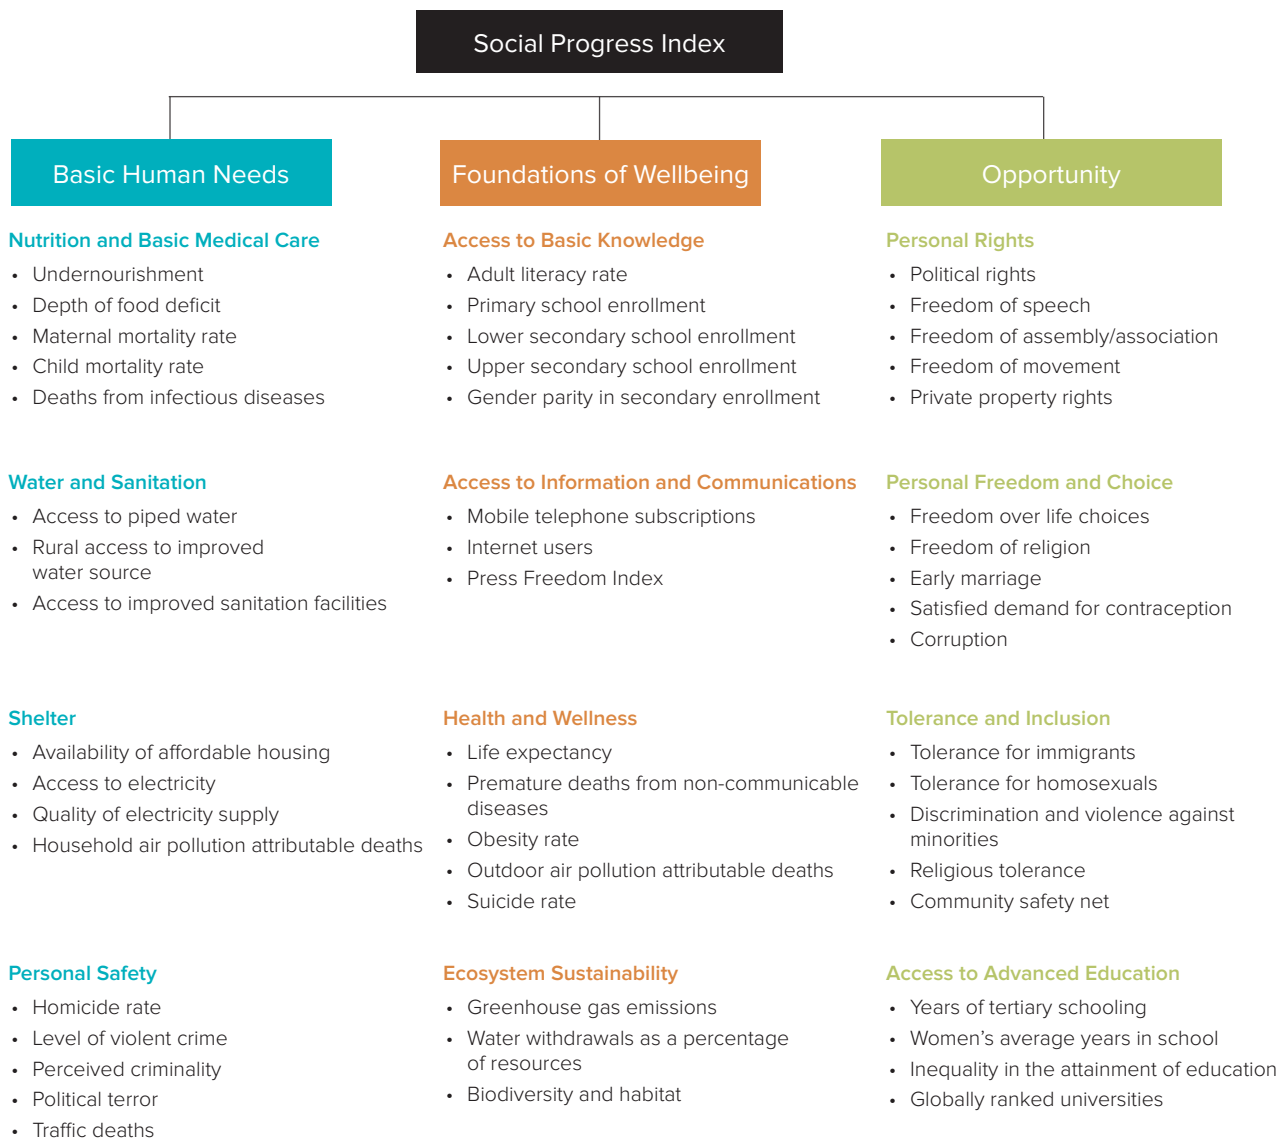 Social Progress Index
Basic Human Needs
Nutrition and Basic Medical Care
• Undernourishment
• Depth of food deficit
• Maternal mortality rate
• Child mortality rate
• Deaths from infectious diseases
Water and Sanitation
• Access to piped water
• Rural access to improved
water source
• Access to improved sanitation facilities
Shelter
• Availability of affordable housing
• Access to electricity
• Quality of electricity supply
• Household air pollution attributable deaths
Personal Safety
• Homicide rate
• Level of violent crime
• Perceived criminality
• Political terror
• Traffic deaths
Foundations of Wellbeing
Access to Basic Knowledge
• Adult literacy rate
• Primary school enrollment
• Lower secondary school enrollment
• Upper secondary school enrollment
• Gender parity in secondary enrollment
Access to Information and Communications
• Mobile telephone subscriptions
• Internet users
• Press Freedom Index
Health and Wellness
• Life expectancy
• Premature deaths from non-communicable
diseases
• Obesity rate
• Outdoor air pollution attributable deaths
• Suicide rate
Ecosystem Sustainability
• Greenhouse gas emissions
• Water withdrawals as a percentage
of resources
• Biodiversity and habitat
Opportunity
Personal Rights
• Political rights
• Freedom of speech
• Freedom of assembly/association
• Freedom of movement
• Private property rights
Personal Freedom and Choice
• Freedom over life choices
• Freedom of religion
• Early marriage
• Satisfied demand for contraception
• Corruption
Tolerance and Inclusion
• Tolerance for immigrants
• Tolerance for homosexuals
• Discrimination and violence against
minorities
• Religious tolerance
• Community safety net
Access to Advanced Education
• Years of tertiary schooling
• Women’s average years in school
• Inequality in the attainment of education
• Globally ranked universities